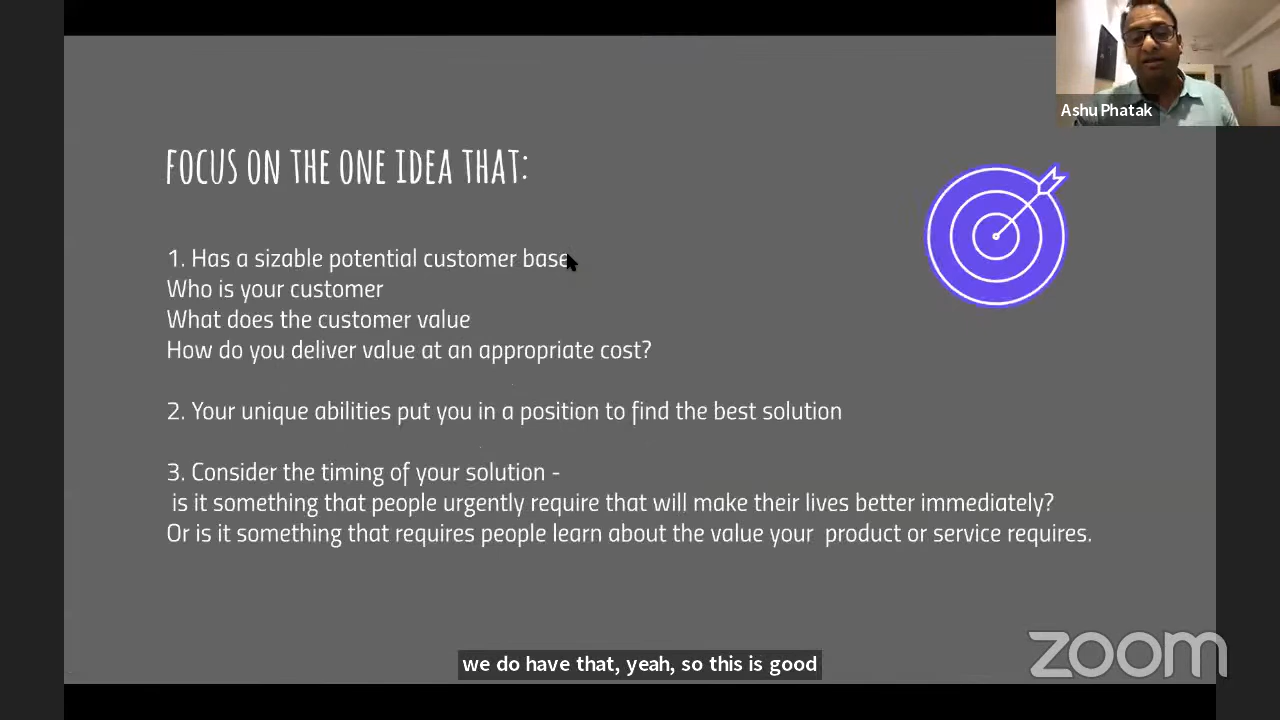 Ashu Phatak
FOCUS ON THE ONE IDEA THAT:
1. Has a sizable potential customer base
Who is your customer
What does the customer value
How do you deliver value at an appropriate cost?
2. Your unique abilities put you in a position to find the best solution
3. Consider the timing of your solution -
is it something that people urgently require that will make their lives better immediately?
Or is it something that requires people learn about the value your product or service requires.
we do have that, yeah, so this is good
zoom